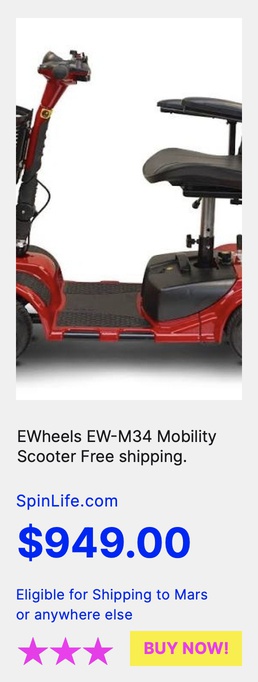 EWheels EW-M34 Mobility
Scooter Free shipping.
SpinLife.com
$949.00
Eligible for Shipping to Mars
or anywhere else
BUY NOW!